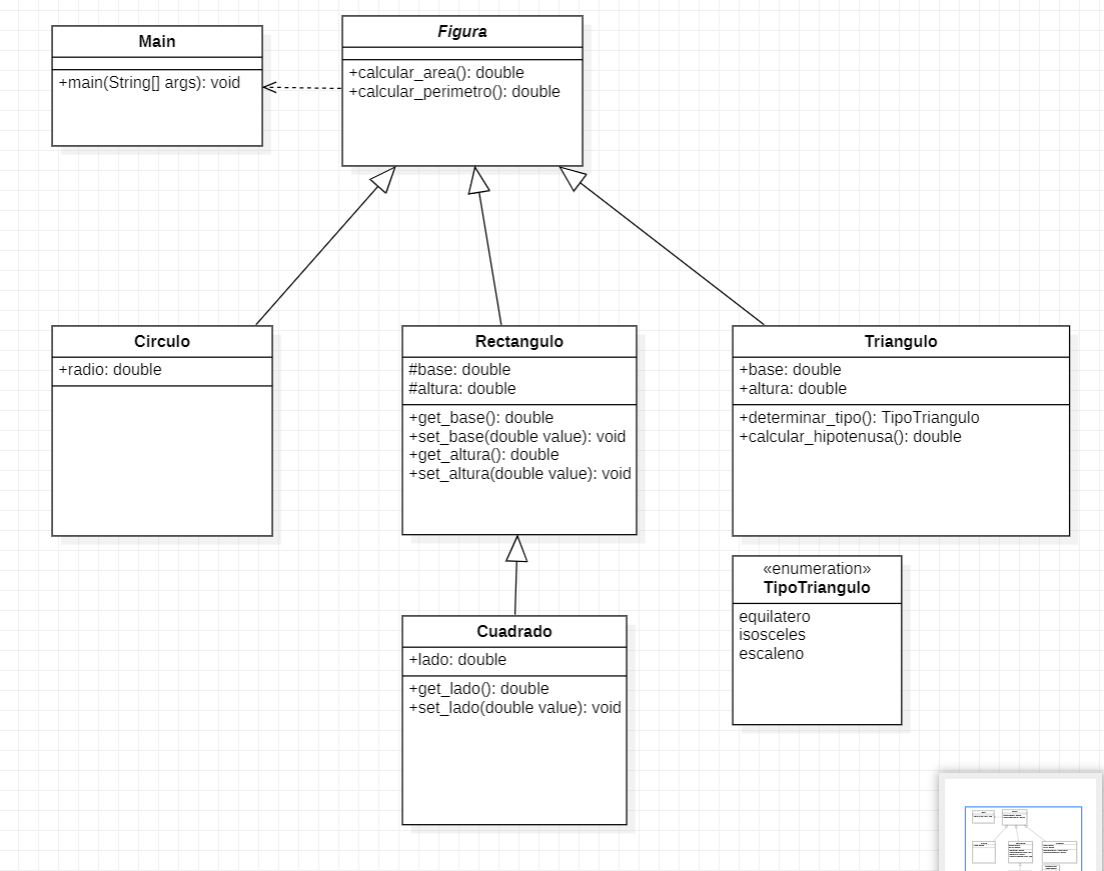 Main
+main(String[] args): void
Figura
+calcular_area(): double
+calcular_perimetro(): double
Circulo
+radio: double
Rectangulo
#base: double
#altura: double
+get_base(): double
+set_base(double value): void
+get_altura(): double
+set_altura(double value): void
Triangulo
+base: double
+altura: double
+determinar_tipo(): TipoTriangulo
+calcular_hipotenusa(): double
«enumeration»
TipoTriangulo
equilatero
isosceles
escaleno
Cuadrado
+lado: double
+get_lado(): double
+set_lado(double value): void